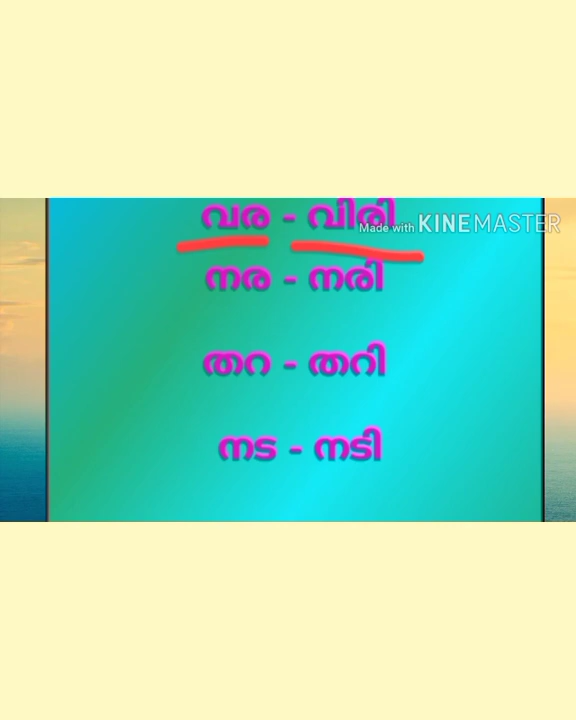 വര - വിരി
Made with KINEMASTER
നര - നരി
തറ - തറി
നട - നടി